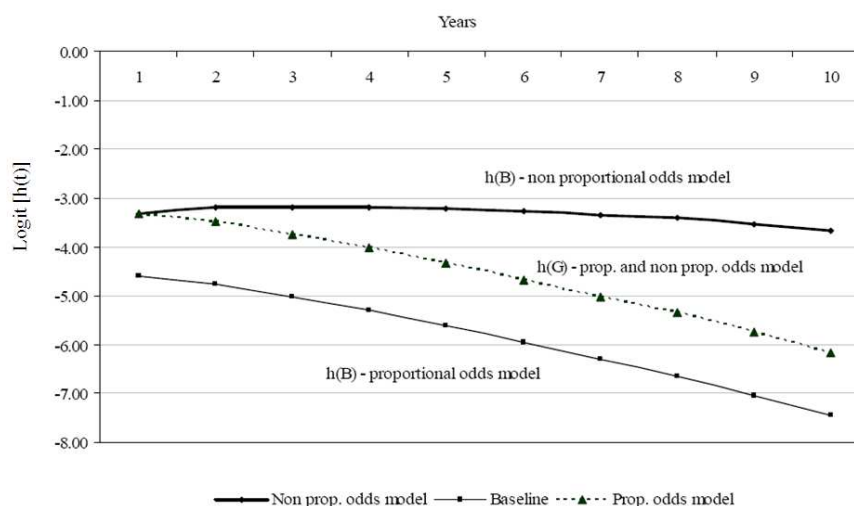 Years
0.00
1 2 3 4 5 6 7 8 9 10
-1.00
-2.00
h(B) - non proportional odds model
-3.00
Logit [h(t)]
-4.00
h(G) - prop. and non prop. odds model
-5.00
-6.00
h(B) - proportional odds model
-7.00
-8.00
Non prop. odds model Baseline Prop. odds model